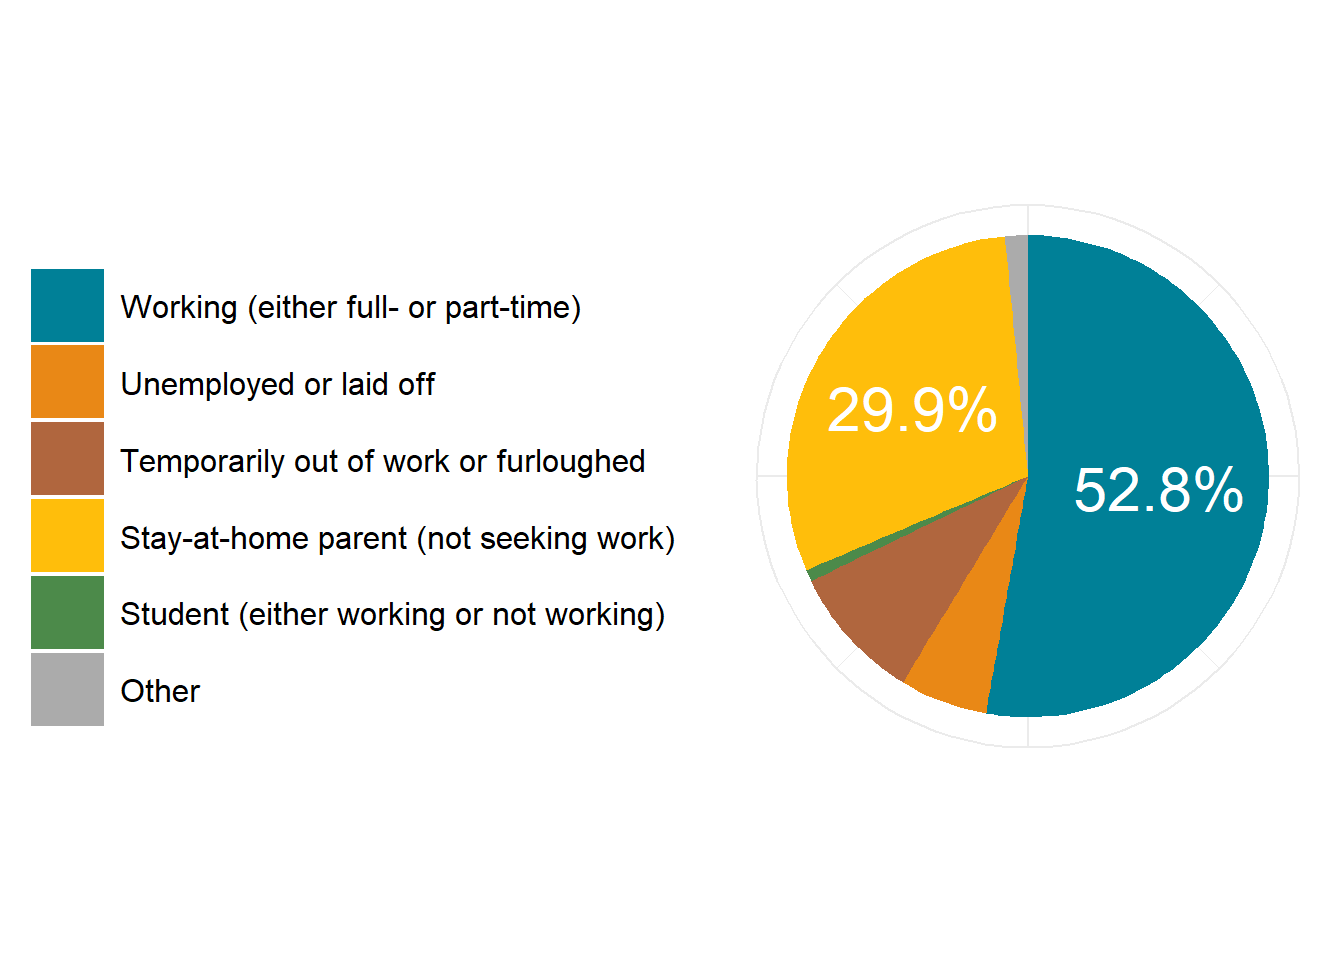 Working (either full- or part-time)
Unemployed or laid off
Temporarily out of work or furloughed
Stay-at-home parent (not seeking work)
Student (either working or not working)
Other
29.9%
52.8%